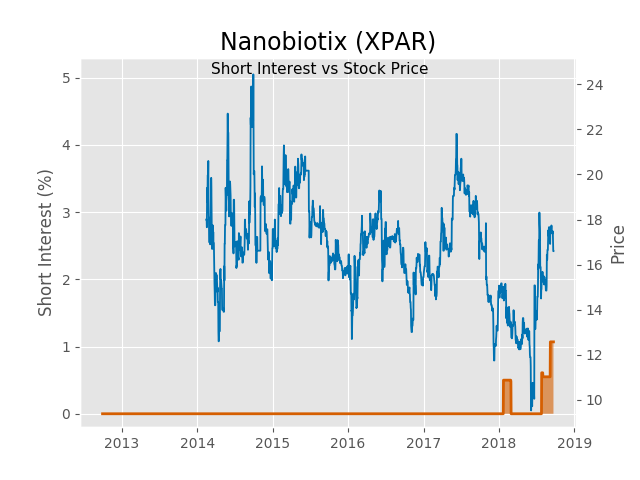 Nanobiotix (XPAR)
Short Interest vs Stock Price
Short Interest (%)
5
4
3
2
1
0
24
22
20
18
16
14
12
10
Price
2013 2014 2015 2016 2017 2018 2019